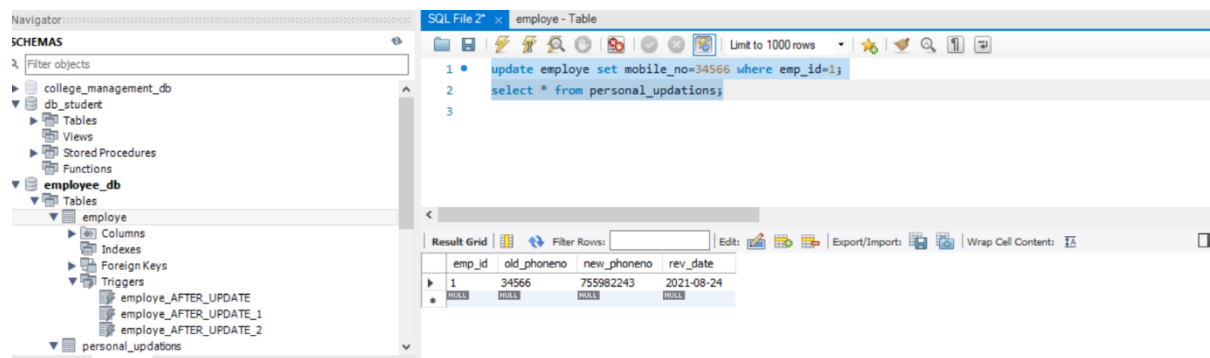 Navigator
SCHEMAS
Filter objects
college_management_db
db_student
Tables
Views
Stored Procedures
Functions
employee_db
Tables
employe
Columns
Indexes
Foreign Keys
Triggers
employe_AFTER_UPDATE
employe_AFTER_UPDATE_1
employe_AFTER_UPDATE_2
personal_updations
SQL File 2* employe - Table
Limit to 1000 rows
1 update employe set mobile_no=34566 where emp_id=1;
2 select * from personal_updations;
3
Result Grid Filter Rows: Edit: Export/Import: Wrap Cell Content:
emp_id old_phoneno new_phoneno rev_date
1 34566 755982243 2021-08-24
NULL NULL NULL NULL